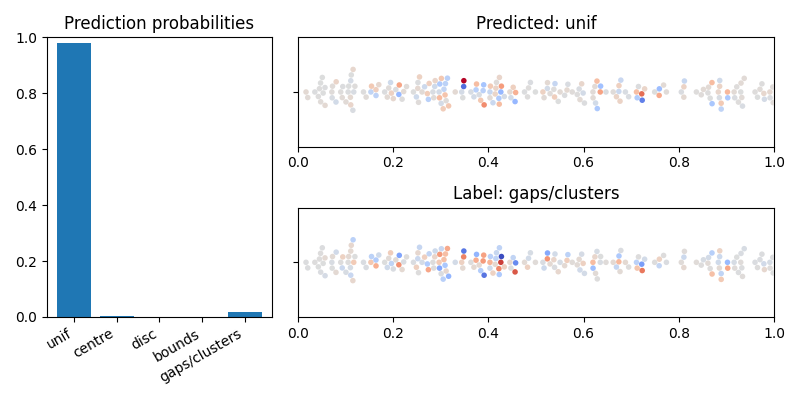 Prediction probabilities
1.0
0.8
0.6
0.4
0.2
0.0
unif
centre
disc
bounds
gaps/clusters
Predicted: unif
0.0 0.2 0.4 0.6 0.8 1.0
Label: gaps/clusters
0.0 0.2 0.4 0.6 0.8 1.0